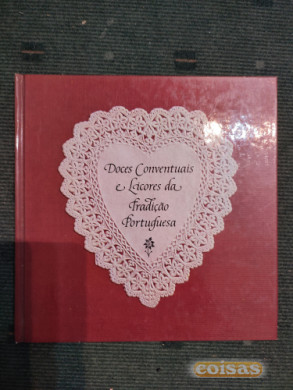 Doces Conventuais
e Licores da
Tradição
Portuguesa
coisas